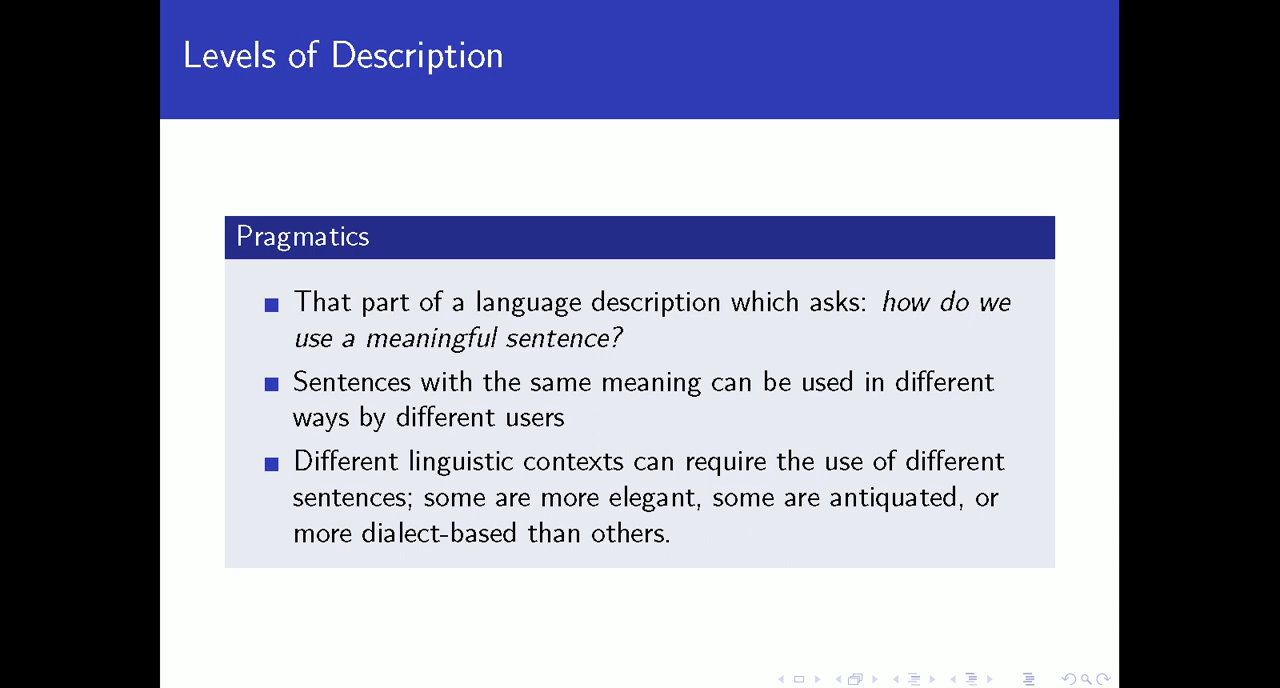 Levels of Description
Pragmatics
That part of a language description which asks: how do we
use a meaningful sentence?
Sentences with the same meaning can be used in different
ways by different users
Different linguistic contexts can require the use of different
sentences; some are more elegant, some are antiquated, or
more dialect-based than others.